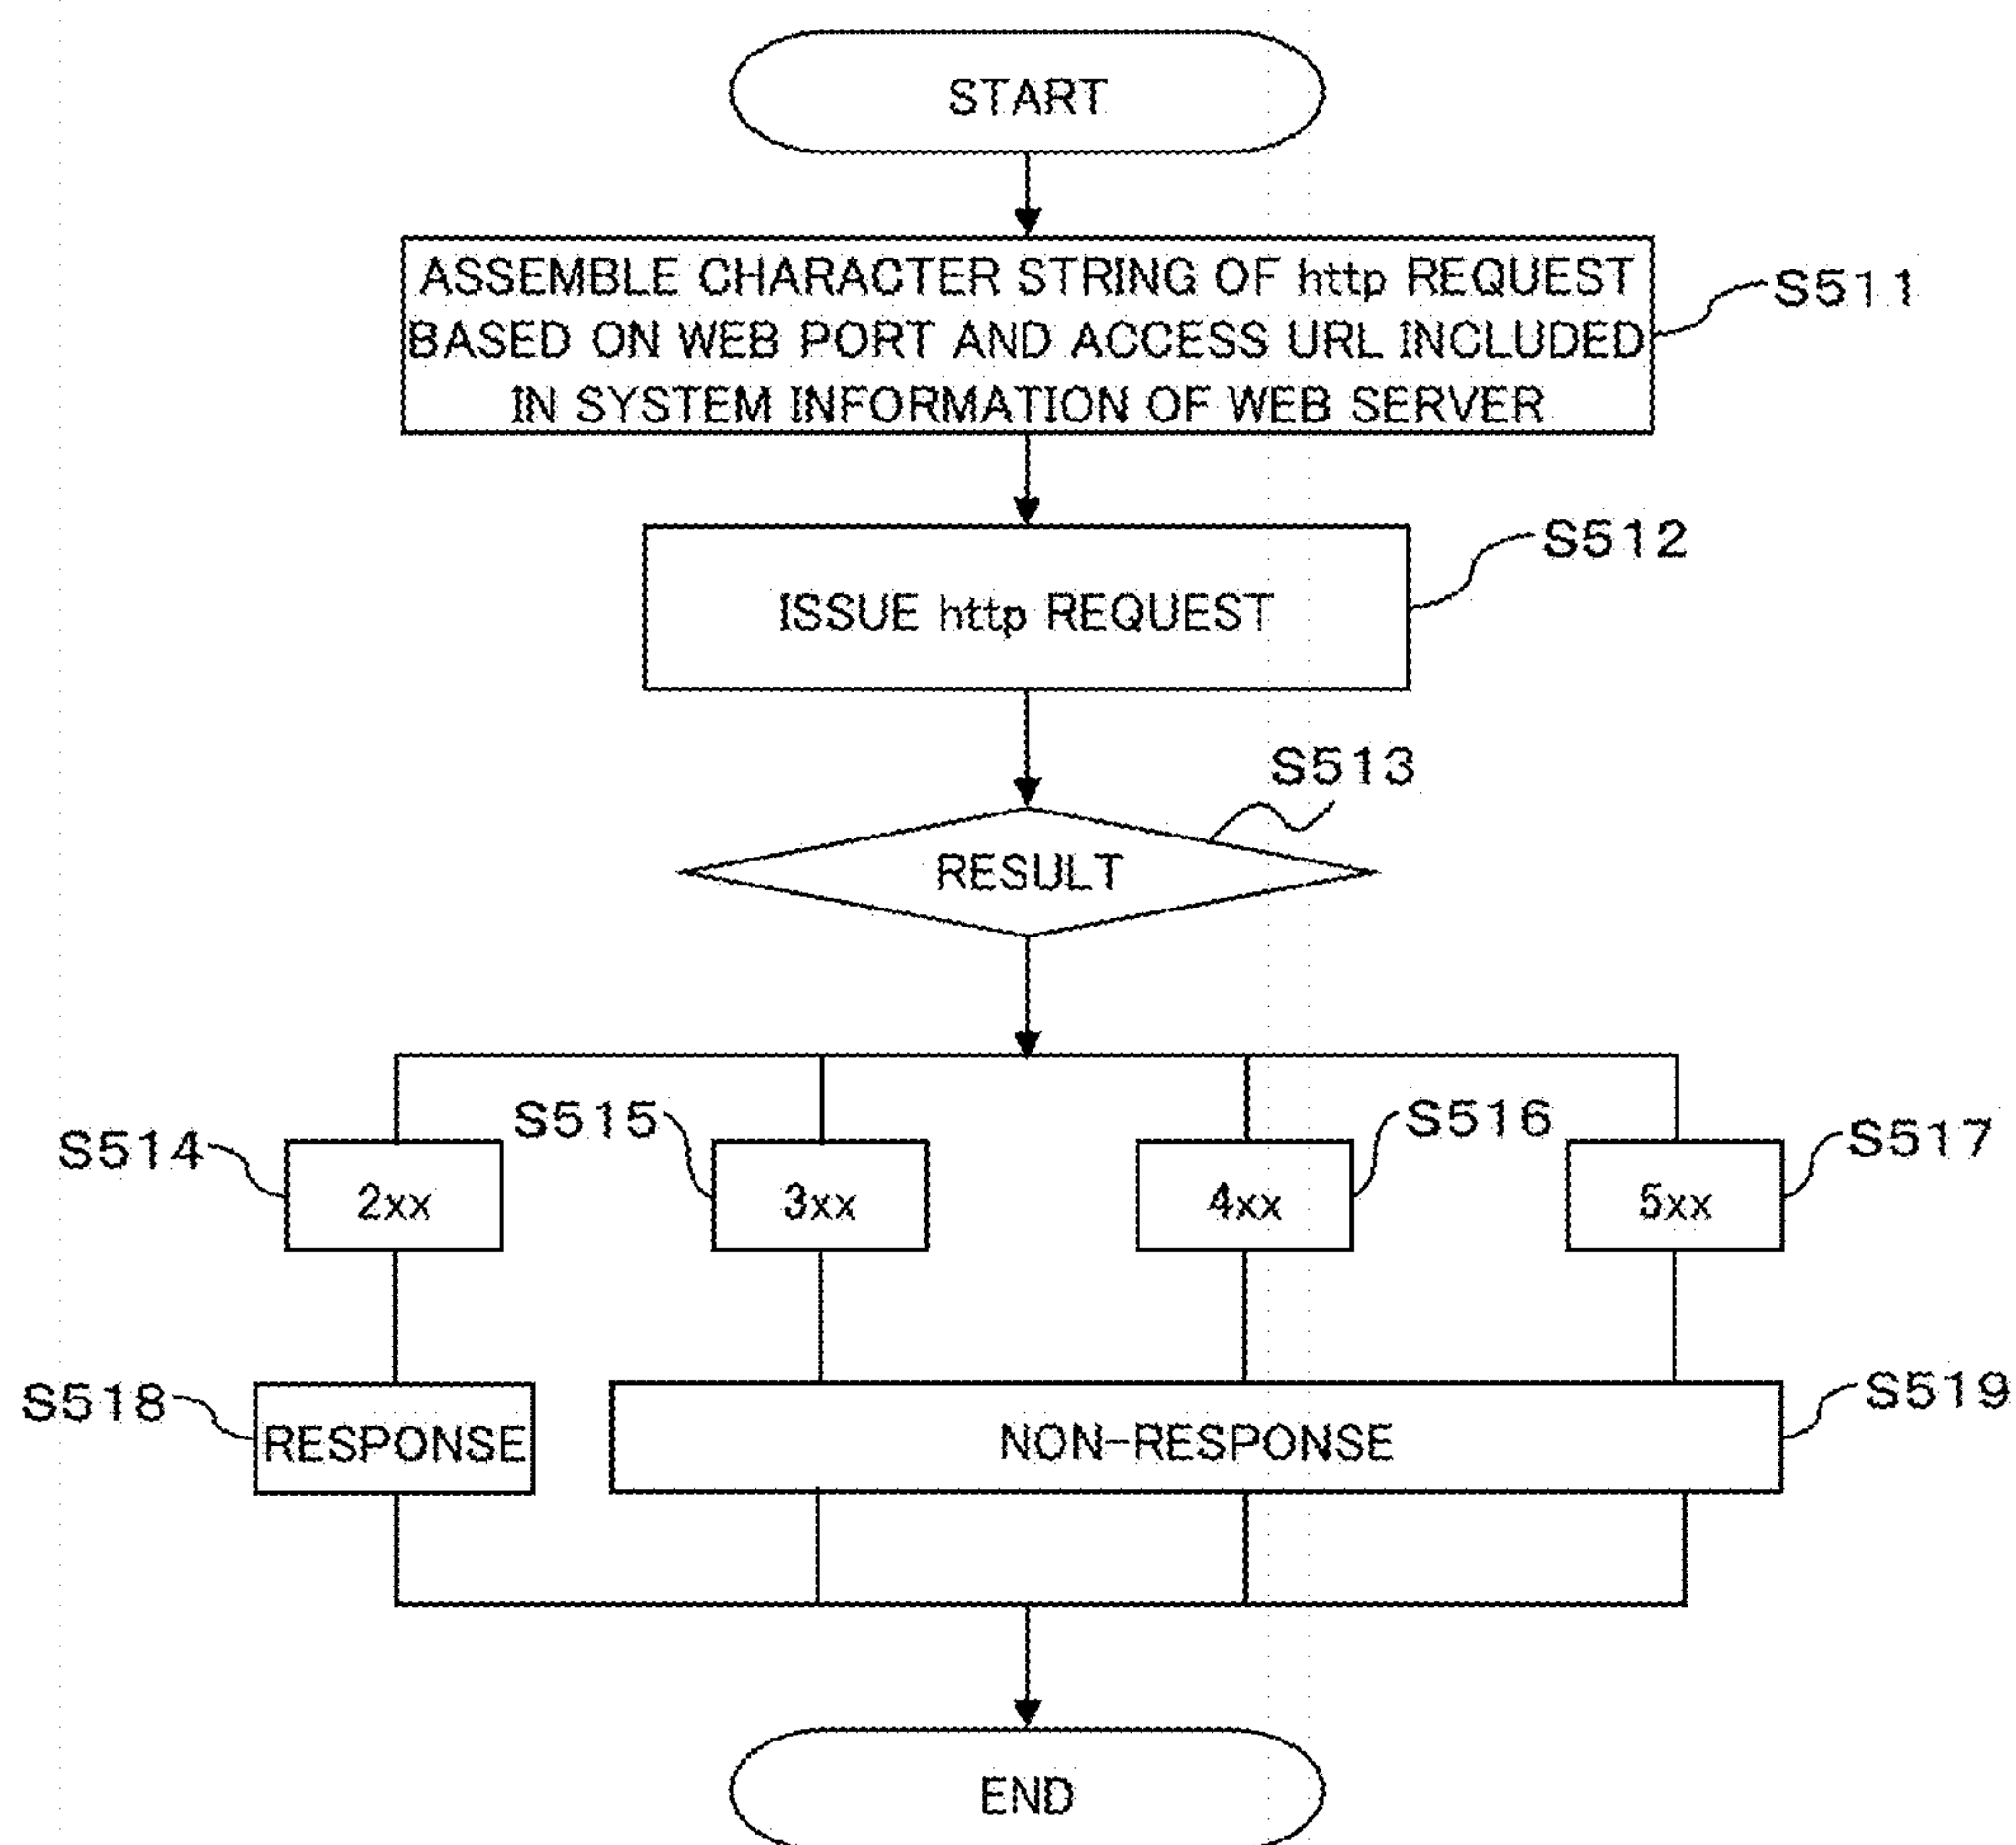 START
ASSEMBLE CHARACTER STRING OF http REQUEST
BASED ON WEB PORT AND ACCESS URL INCLUDED
IN SYSTEM INFORMATION OF WEB SERVER
S511
ISSUE http REQUEST
S512
S513
RESULT
S514
2xx
S515
3xx
4xx
S516
5xx
S517
S518
RESPONSE
NON-RESPONSE
S519
END